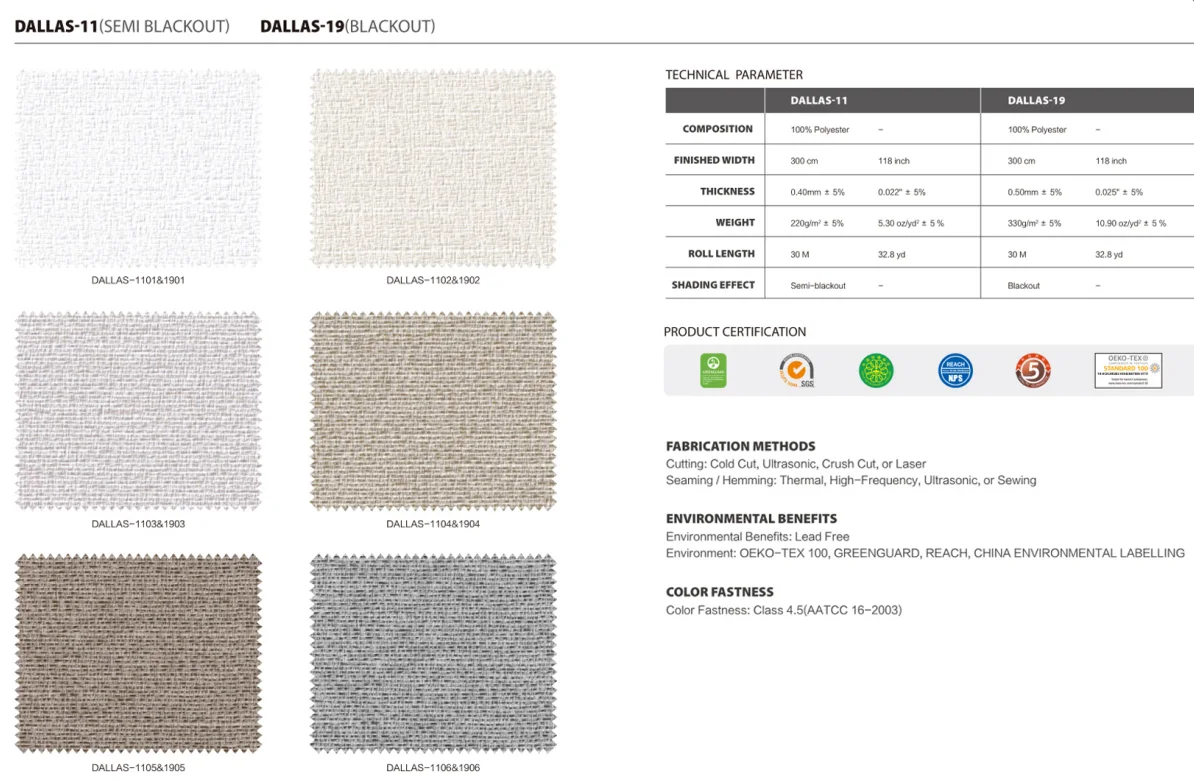 DALLAS-11(SEMI BLACKOUT) DALLAS-19(BLACKOUT)
DALLAS-1101&1901
DALLAS-1102&1902
DALLAS-1103&1903
DALLAS-1104&1904
DALLAS-1105&1905
DALLAS-1106&1906
TECHNICAL PARAMETER
DALLAS-11 DALLAS-19
COMPOSITION 100% Polyester - 100% Polyester -
FINISHED WIDTH 300 cm 118 inch 300 cm 118 inch
THICKNESS 0.40mm ± 5% 0.022" ± 5% 0.50mm ± 5% 0.025" ± 5%
WEIGHT 220g/m² ± 5% 5.30 oz/yd² ± 5 % 330g/m² ± 5% 10.90 oz/yd² ± 5 %
ROLL LENGTH 30 M 32.8 yd 30 M 32.8 yd
SHADING EFFECT Semi-blackout - Blackout -
PRODUCT CERTIFICATION
SGS
REACH
NPS
5
OEKO-TEX
STANDARD 100
FABRICATION METHODS
Cutting: Cold Cut, Ultrasonic, Crush Cut, or Laser
Seaming / Hemming: Thermal, High-Frequency, Ultrasonic, or Sewing
ENVIRONMENTAL BENEFITS
Environmental Benefits: Lead Free
Environment: OEKO-TEX 100, GREENGUARD, REACH, CHINA ENVIRONMENTAL LABELLING
COLOR FASTNESS
Color Fastness: Class 4.5(AATCC 16-2003)